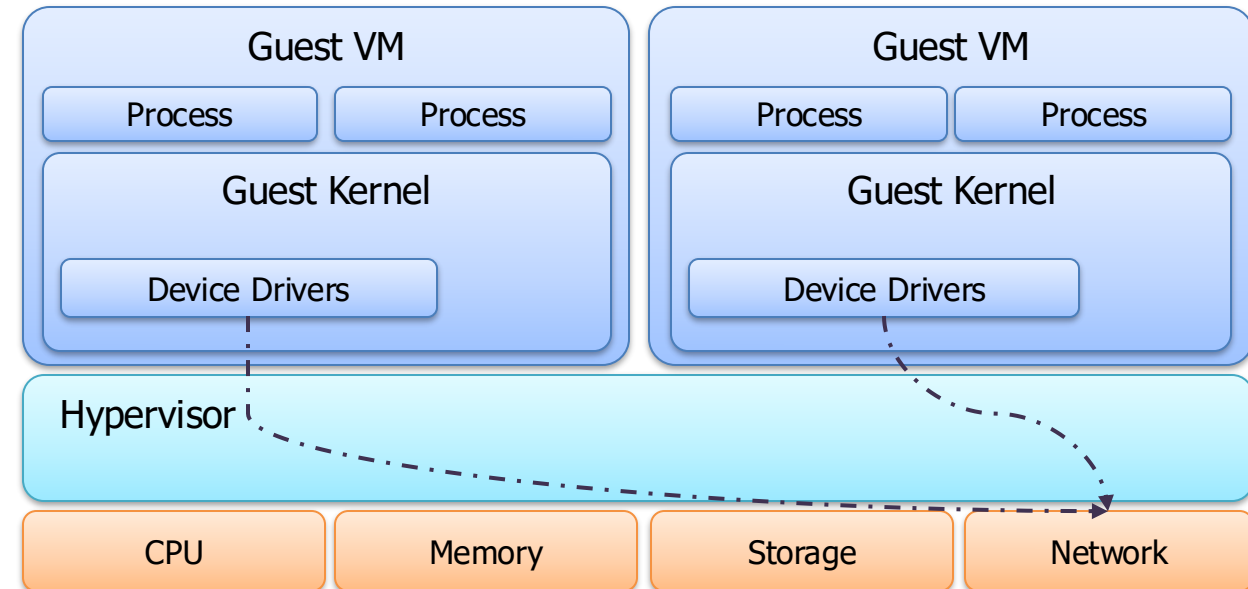 Guest VM
Guest VM
Process
Process
Process
Process
Guest Kernel
Guest Kernel
Device Drivers
Device Drivers
Hypervisor
CPU
Memory
Storage
Network